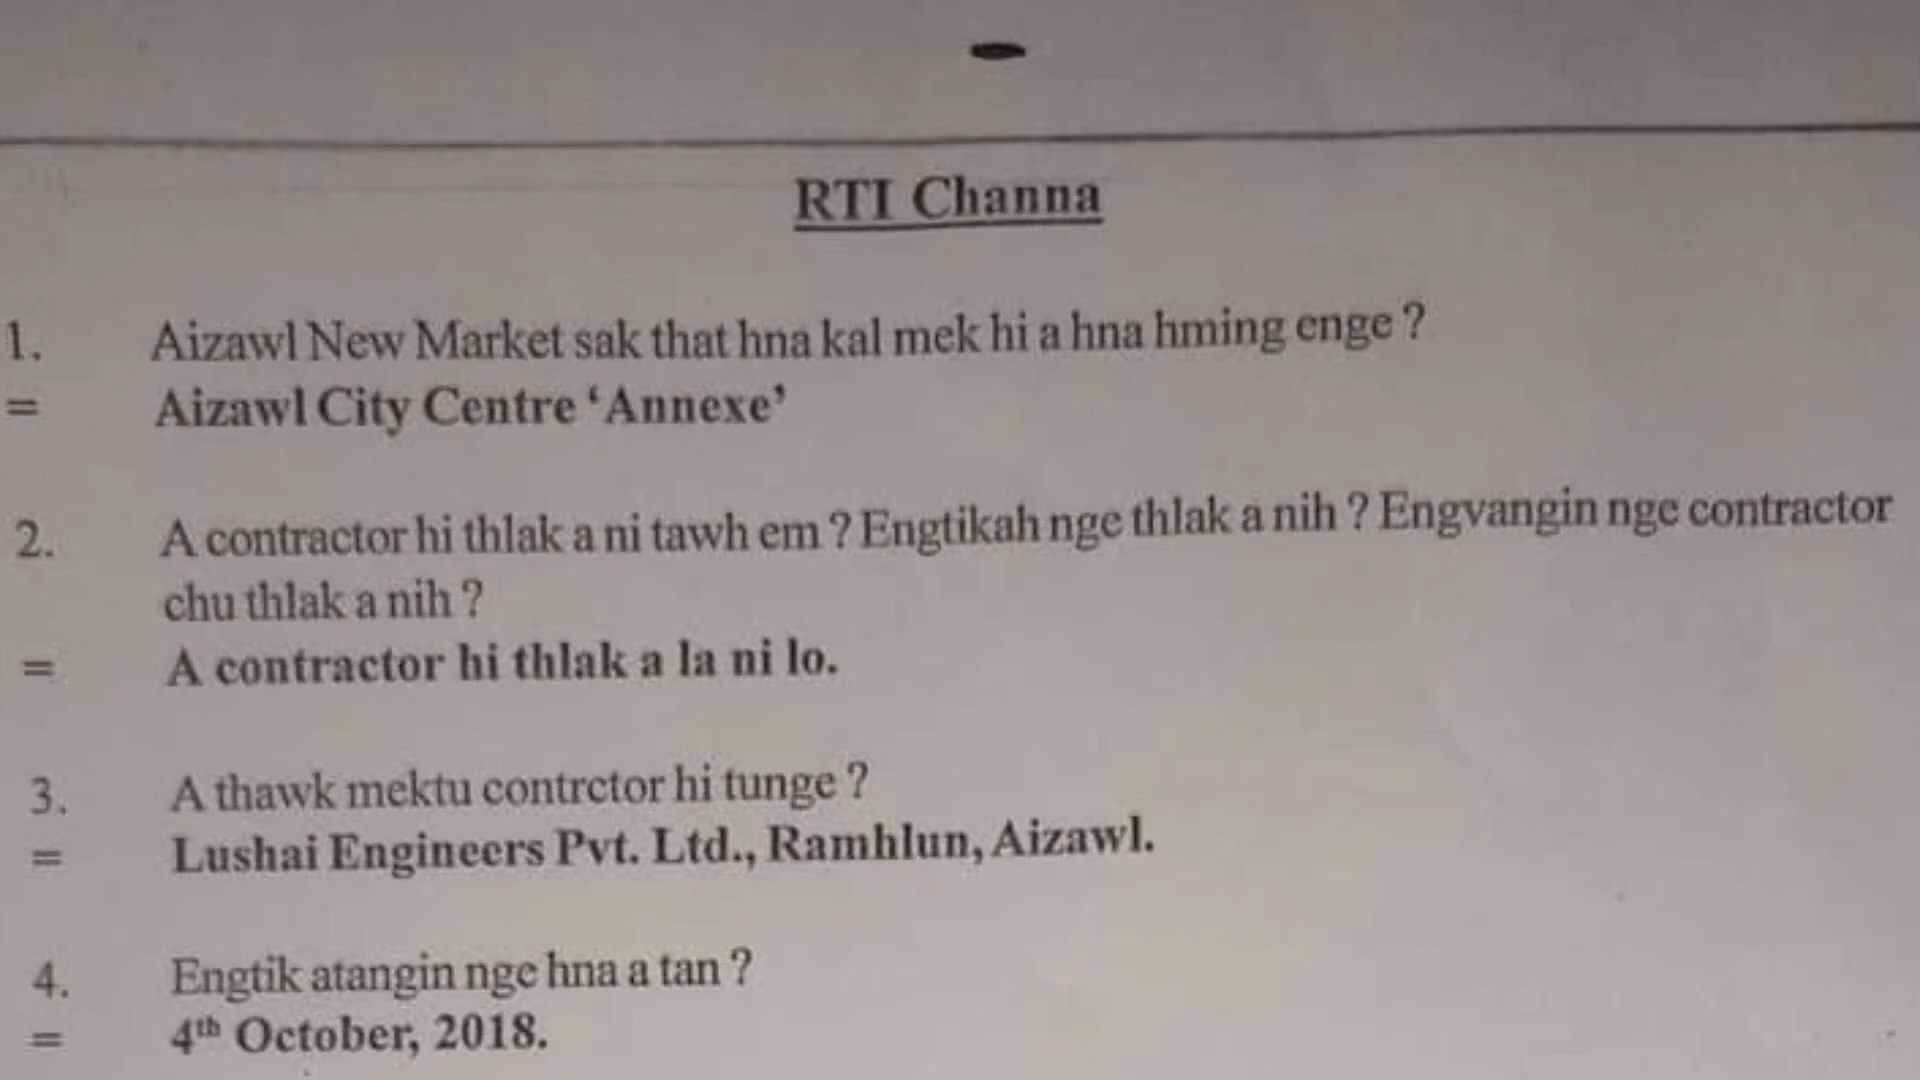 RTI Channa
1. Aizawl New Market sak that hna kal mek hi a hna hming enge ?
= Aizawl City Centre ‘Annexe’
2. A contractor hi thlak a ni tawh em ? Engtikah nge thlak a nih ? Engvangin nge contractor
chu thlak a nih ?
= A contractor hi thlak a la ni lo.
3. A thawk mektu contrctor hi tunge ?
= Lushai Engineers Pvt. Ltd., Ramhlun, Aizawl.
4. Engtik atangin nge hna a tan ?
= 4th October, 2018.